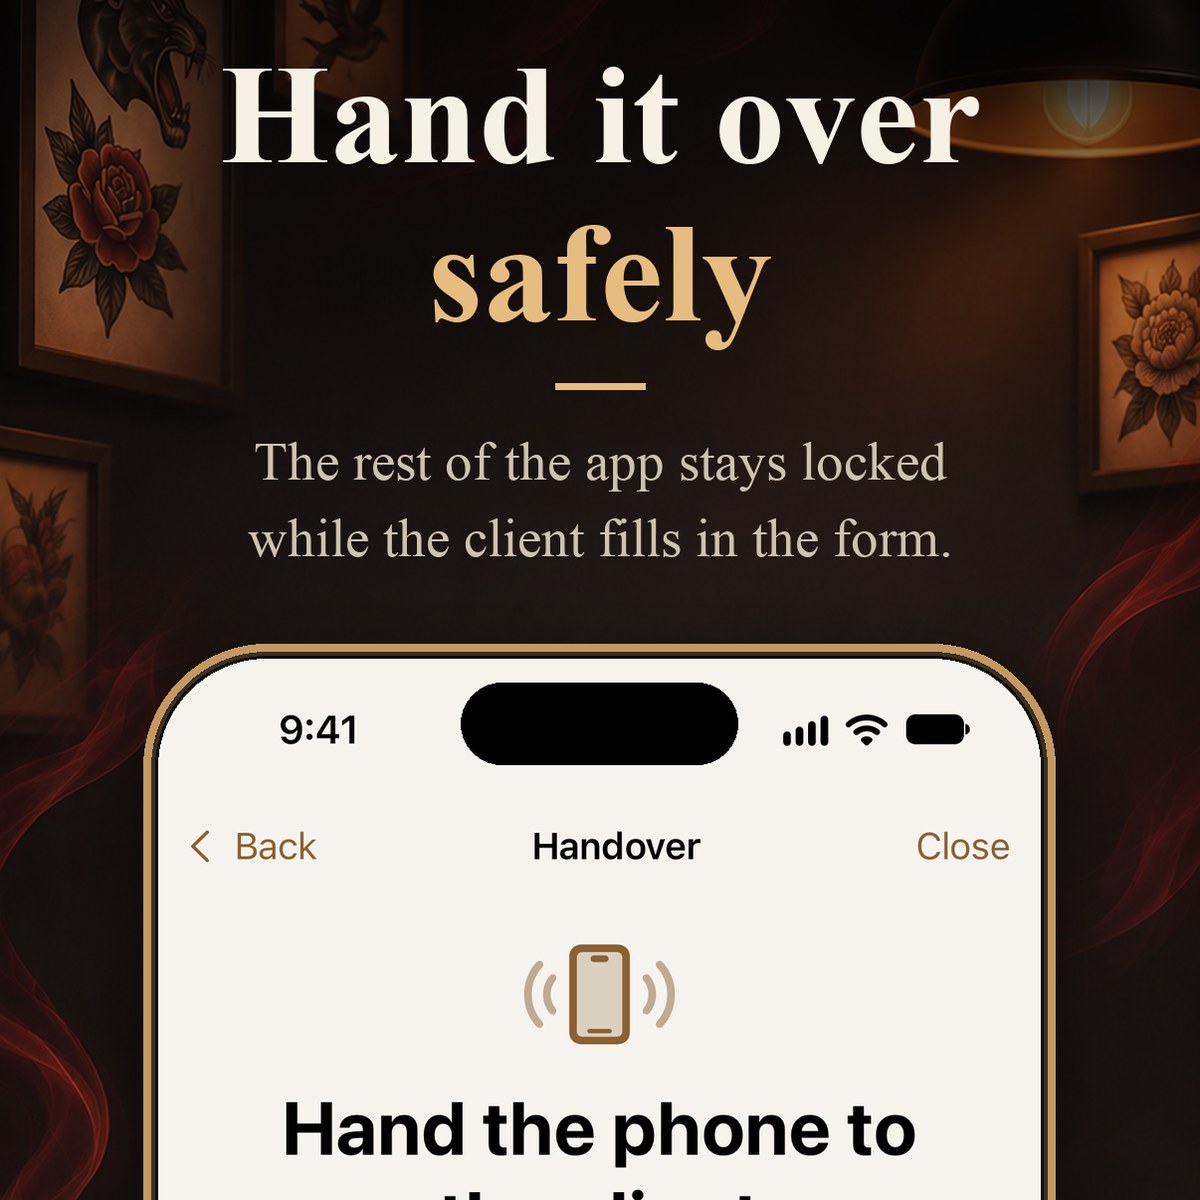 Hand it over
safely
The rest of the app stays locked
while the client fills in the form.
9:41
Back
Handover
Close
Hand the phone to